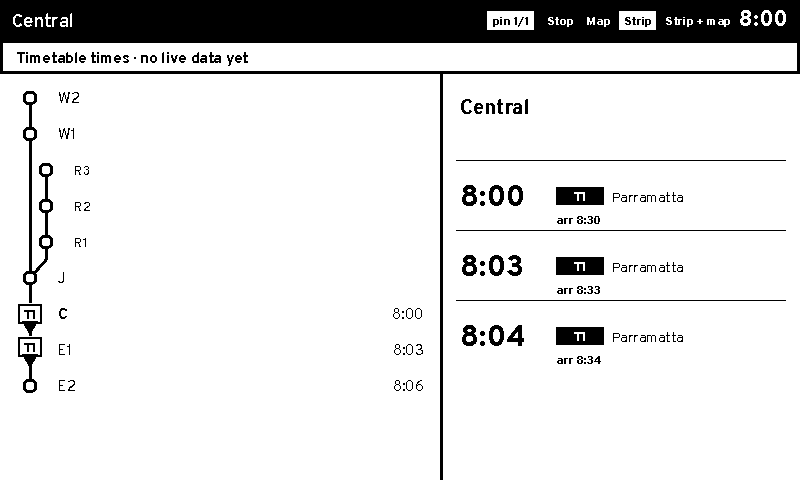 Central
pin 1/1 Stop Map Strip Strip + map 8:00
Timetable times · no live data yet
W2
W1
R3
R2
R1
J
T1 C 8:00
T1 E1 8:03
E2 8:06
Central
8:00 T1 Parramatta
arr 8:30
8:03 T1 Parramatta
arr 8:33
8:04 T1 Parramatta
arr 8:34